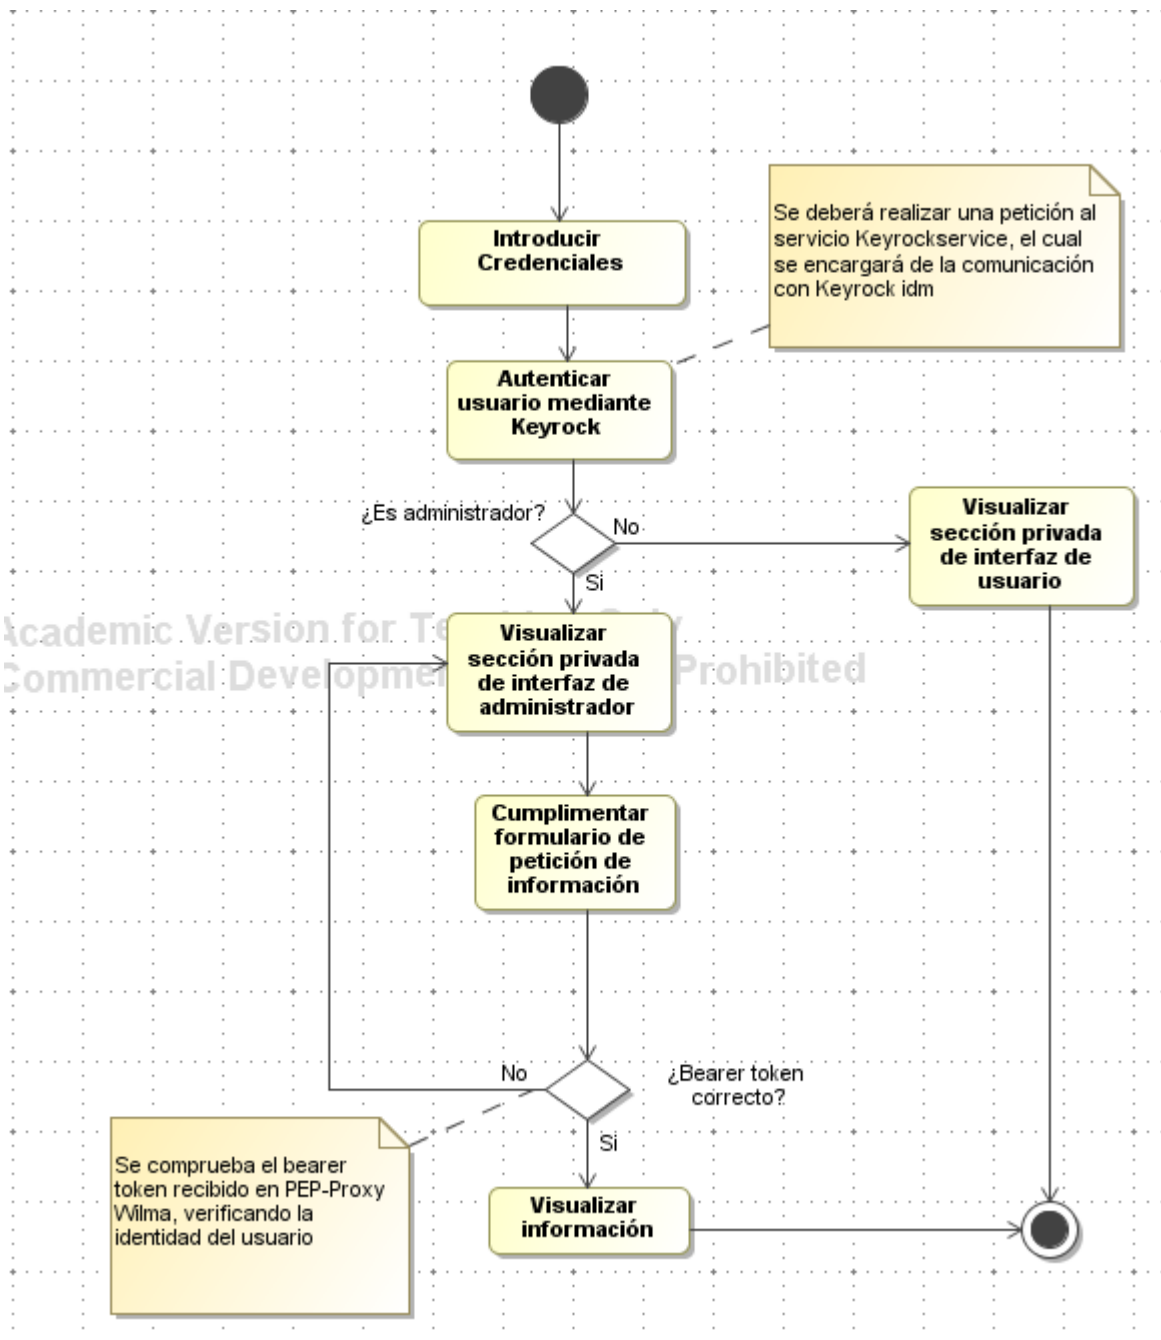 Se deberá realizar una petición al
servicio Keyrockservice, el cual
se encargará de la comunicación
con Keyrock idm
Introducir
Credenciales
Autenticar
usuario mediante
Keyrock
¿Es administrador?
No
Si
Visualizar
sección privada
de interfaz de
usuario
Academic Version for
Commercial Prohibited
Visualizar
sección privada
de interfaz de
administrador
Cumplimentar
formulario de
petición de
información
No
¿Bearer token
correcto?
Si
Se comprueba el bearer
token recibido en PEP-Proxy
Wilma, verificando la
identidad del usuario
Visualizar
información